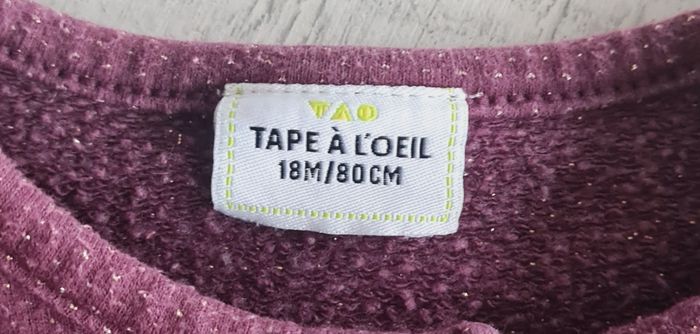 TAO
TAPE À L'OEIL
18M/80CM